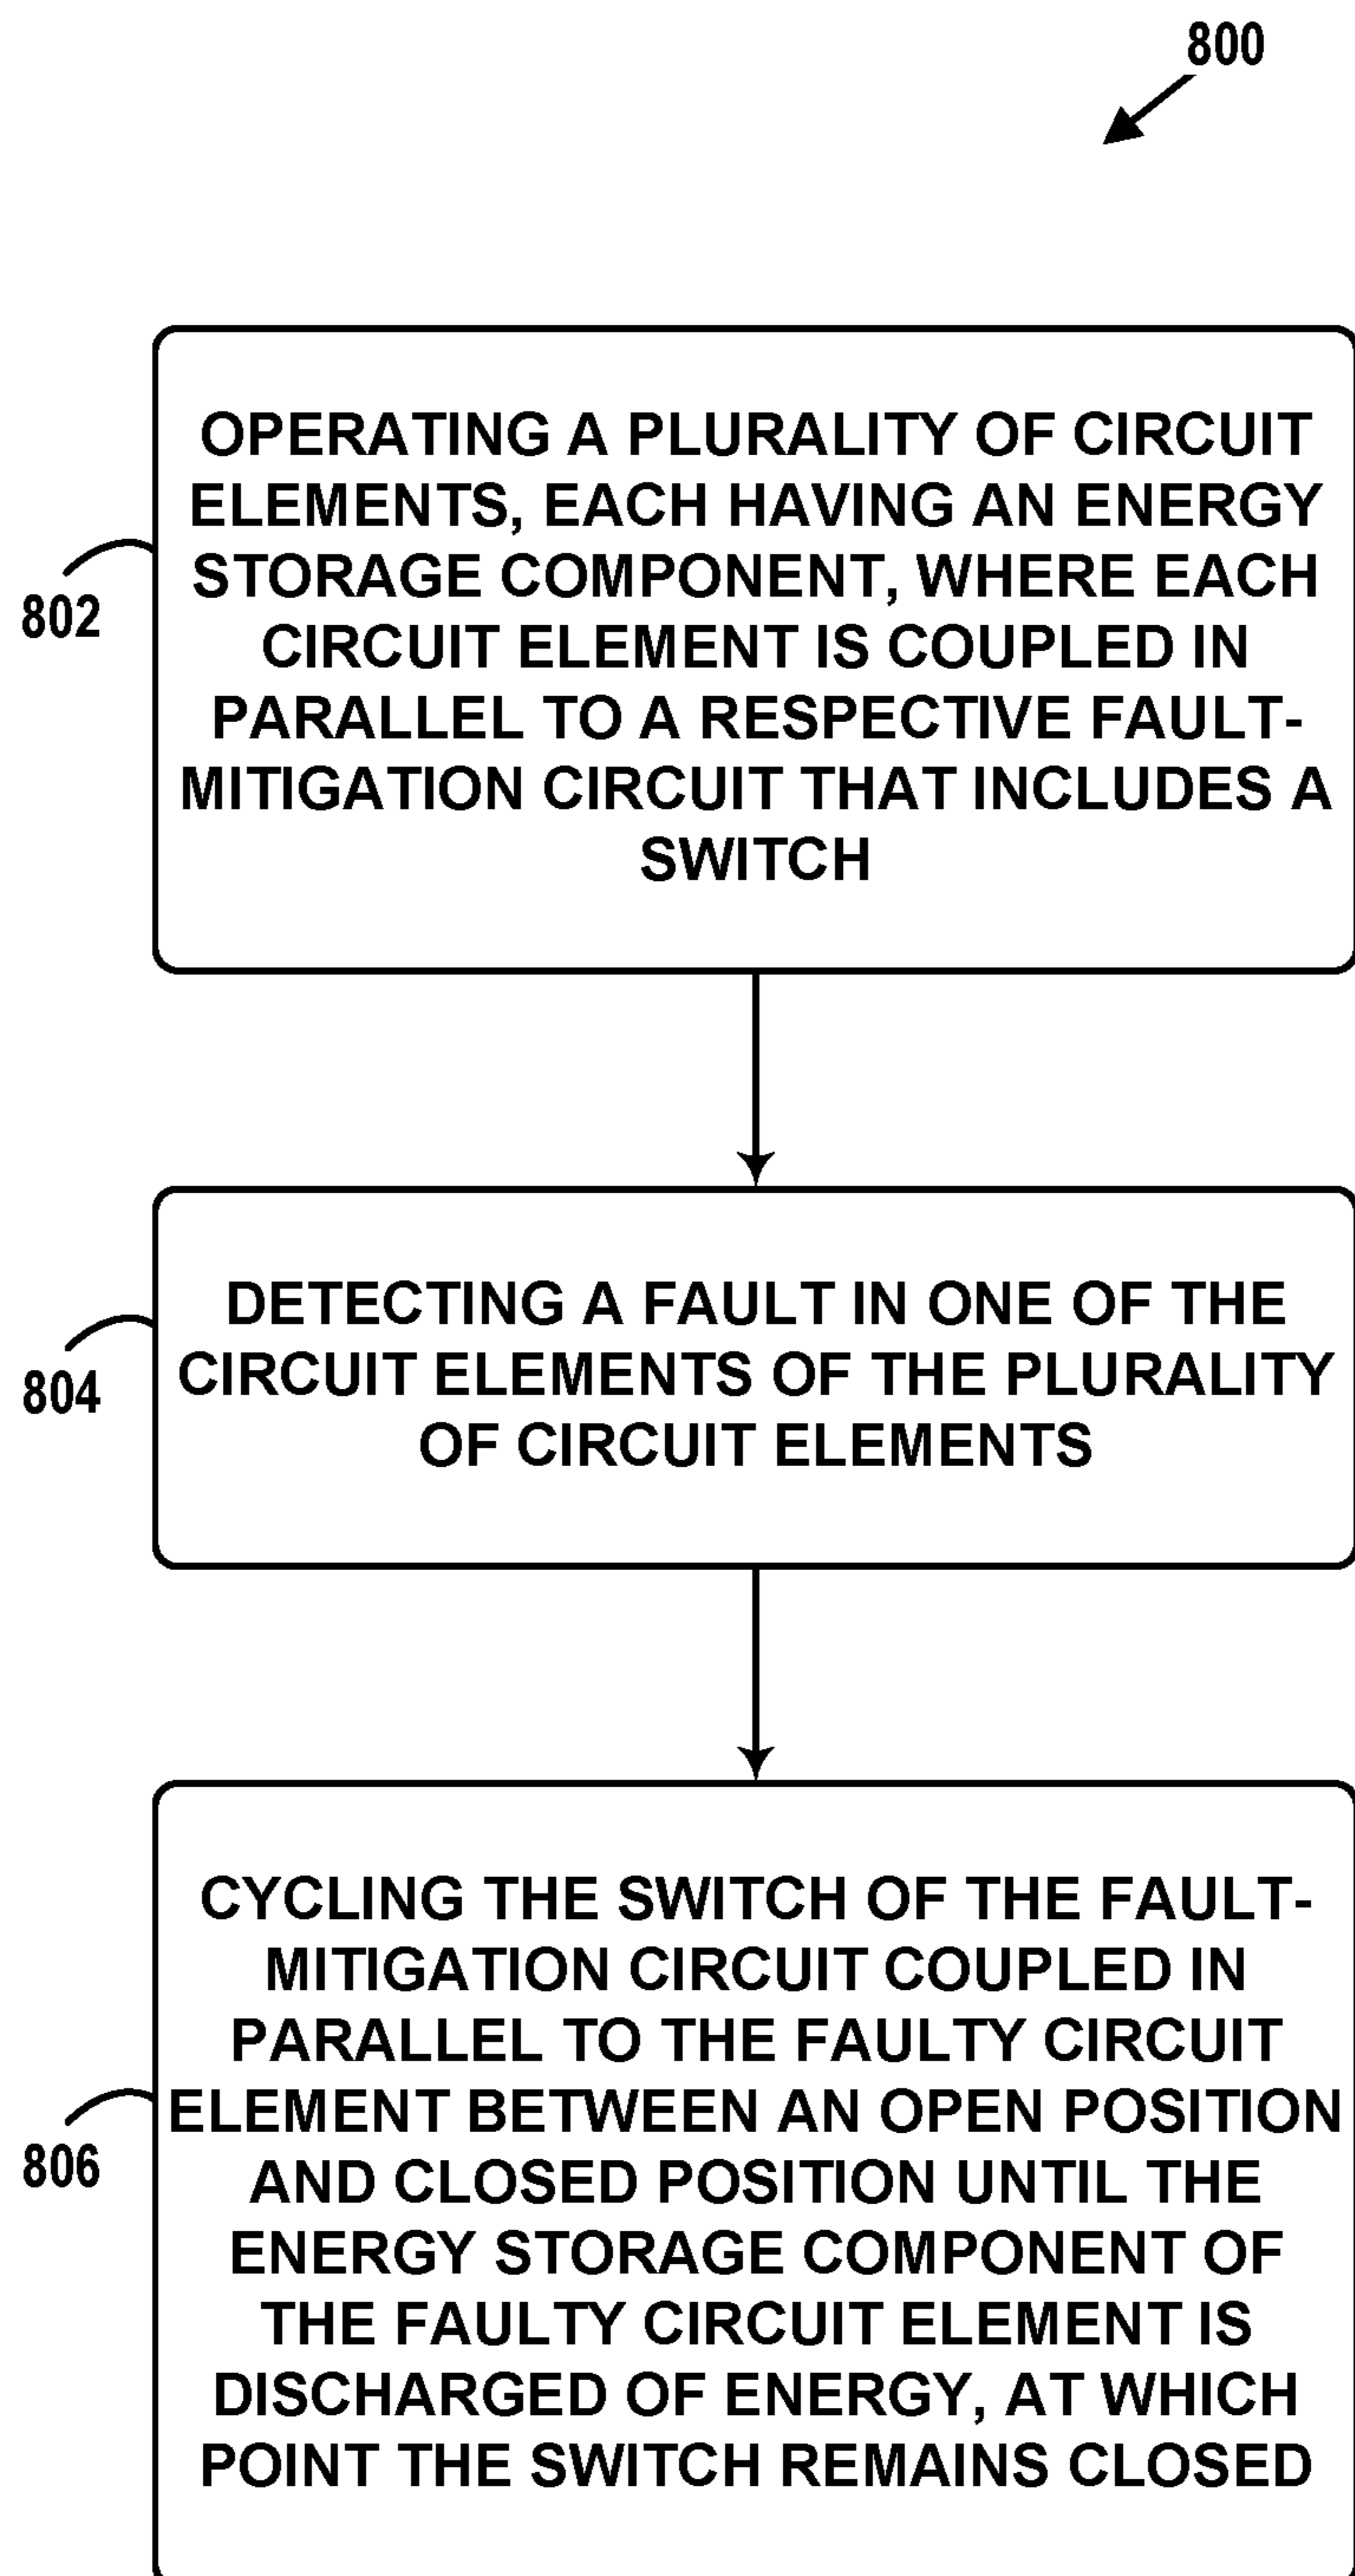 800
OPERATING A PLURALITY OF CIRCUIT
ELEMENTS, EACH HAVING AN ENERGY
STORAGE COMPONENT, WHERE EACH
CIRCUIT ELEMENT IS COUPLED IN
PARALLEL TO A RESPECTIVE FAULT-
MITIGATION CIRCUIT THAT INCLUDES A
SWITCH
802
DETECTING A FAULT IN ONE OF THE
CIRCUIT ELEMENTS OF THE PLURALITY
OF CIRCUIT ELEMENTS
804
CYCLING THE SWITCH OF THE FAULT-
MITIGATION CIRCUIT COUPLED IN
PARALLEL TO THE FAULTY CIRCUIT
ELEMENT BETWEEN AN OPEN POSITION
AND CLOSED POSITION UNTIL THE
ENERGY STORAGE COMPONENT OF
THE FAULTY CIRCUIT ELEMENT IS
DISCHARGED OF ENERGY, AT WHICH
POINT THE SWITCH REMAINS CLOSED
806